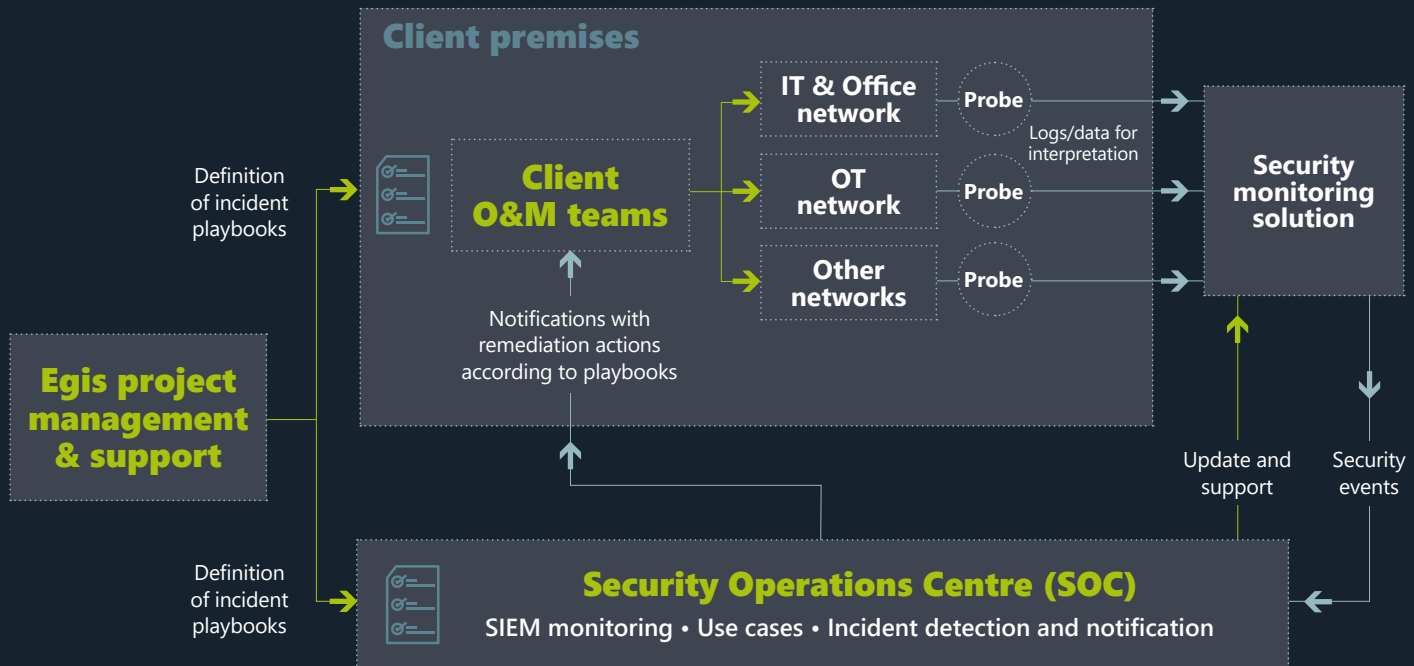 Client premises
Definition
of incident
playbooks
Client
O&M teams
IT & Office
network
Probe
Logs/data for
interpretation
OT
network
Probe
Other
networks
Probe
Security
monitoring
solution
Notifications with
remediation actions
according to playbooks
Egis project
management
& support
Update and
support
Security
events
Definition
of incident
playbooks
Security Operations Centre (SOC)
SIEM monitoring • Use cases • Incident detection and notification